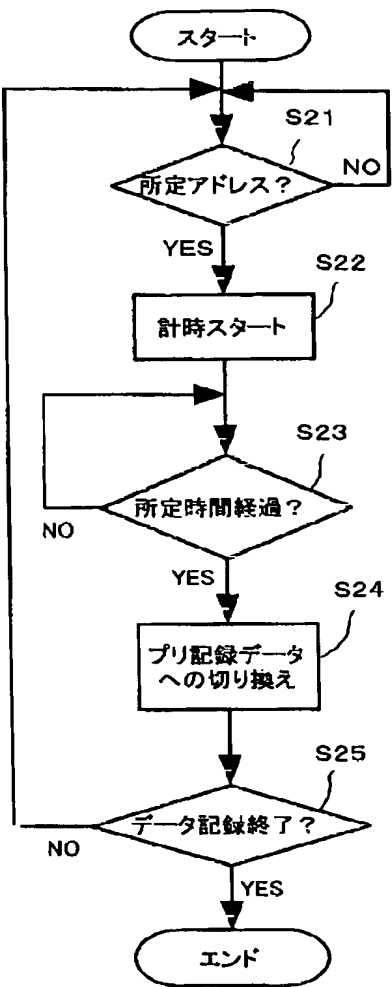 スタート
S21
所定アドレス？
NO
YES
S22
計時スタート
S23
所定時間経過？
NO
YES
S24
プリ記録データ
への切り換え
S25
データ記録終了？
NO
YES
エンド